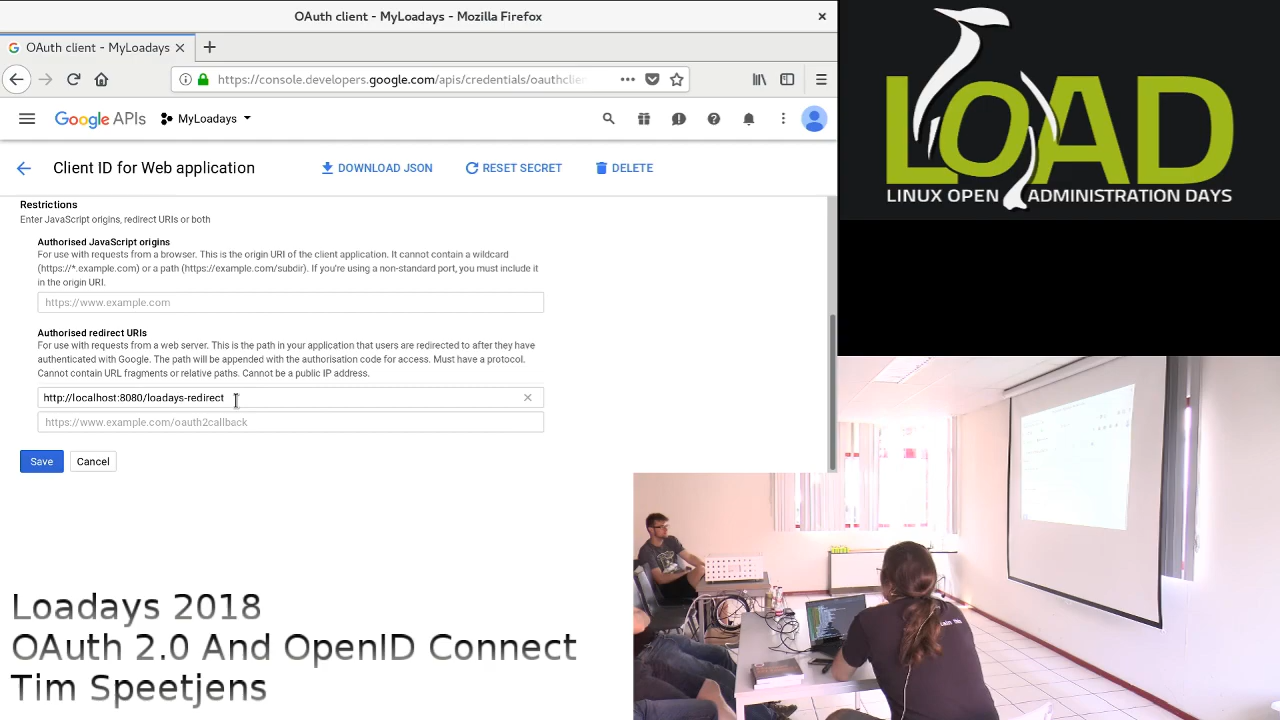 OAuth client - MyLoadays - Mozilla Firefox
OAuth client - MyLoadays
https://console.developers.google.com/apis/credentials/oauthclie
Google APIs
MyLoadays
Client ID for Web application
DOWNLOAD JSON
RESET SECRET
DELETE
Restrictions
Enter JavaScript origins, redirect URIs or both
Authorised JavaScript origins
For use with requests from a browser. This is the origin URI of the client application. It cannot contain a wildcard
(https://*.example.com) or a path (https://example.com/subdir). If you're using a non-standard port, you must include it
in the origin URI.
https://www.example.com
Authorised redirect URIs
For use with requests from a web server. This is the path in your application that users are redirected to after they have
authenticated with Google. The path will be appended with the authorisation code for access. Must have a protocol.
Cannot contain URL fragments or relative paths. Cannot be a public IP address.
http://localhost:8080/loadays-redirect
https://www.example.com/oauth2callback
Save
Cancel
LOAD
LINUX OPEN ADMINISTRATION DAYS
Loadays 2018
OAuth 2.0 And OpenID Connect
Tim Speetjens